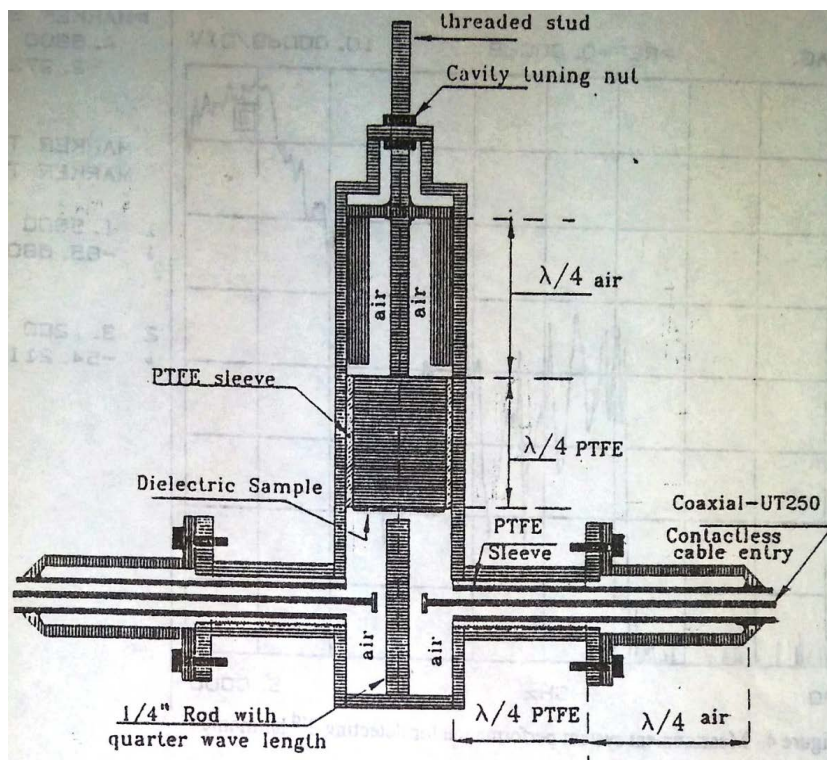 threaded stud
Cavity tuning nut
λ/4 air
air
air
PTFE sleeve
λ/4 PTFE
Dielectric Sample
Coaxial-UT250
PTFE
Sleeve
Contactless
cable entry
air
air
1/4" Rod with
quarter wave length
λ/4 PTFE
λ/4 air